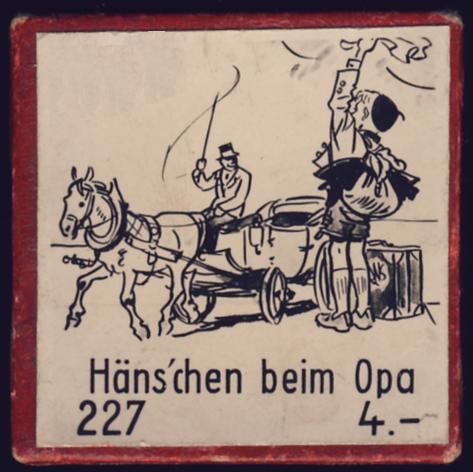 Häns'chen beim Opa
227 4.-